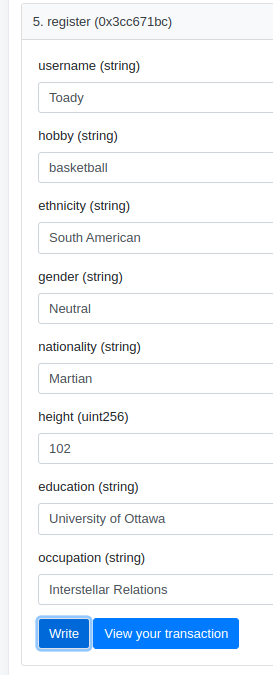 5. register (0x3cc671bc)
username (string)
Toady
hobby (string)
basketball
ethnicity (string)
South American
gender (string)
Neutral
nationality (string)
Martian
height (uint256)
102
education (string)
University of Ottawa
occupation (string)
Interstellar Relations
Write View your transaction